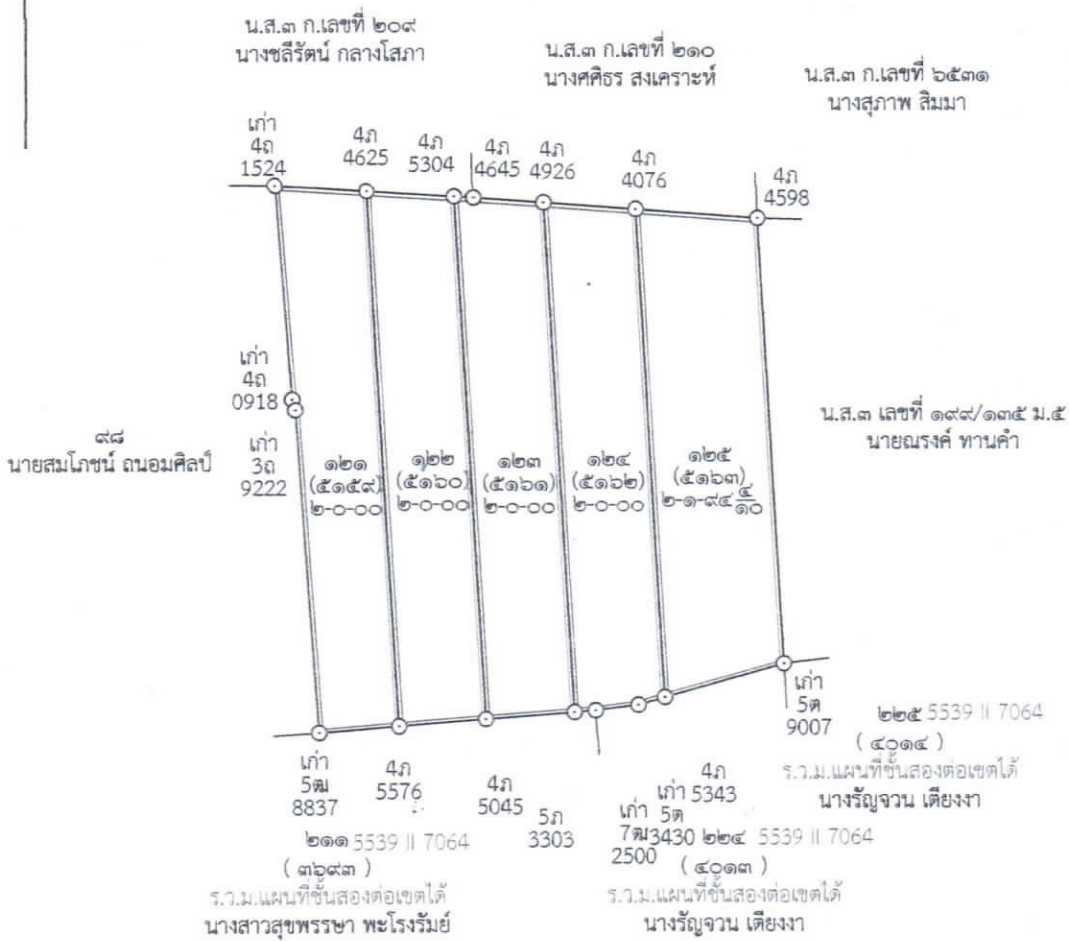 น.ส.๓ ก.เลขที่ ๒๐๙
นางชลีรัตน์ กลางโสภา
น.ส.๓ ก.เลขที่ ๒๑๐
นางศศิธร สงเคราะห์
น.ส.๓ ก.เลขที่ ๖๕๓๑
นางสุภาพ สิมมา
เก่า
4ถ
1524
4ภ
4625
4ภ
5304
4ภ
4645
4ภ
4926
4ภ
4076
4ภ
4598
เก่า
4ถ
0918
เก่า
3ถ
9222
๙๘
นายสมโภชน์ ถนอมศิลป์
น.ส.๓ เลขที่ ๑๙๙/๑๓๕ ม.๕
นายณรงค์ ทานคำ
๑๒๑
(๕๑๕๙)
๒-๐-๐๐
๑๒๒
(๕๑๖๐)
๒-๐-๐๐
๑๒๓
(๕๑๖๑)
๒-๐-๐๐
๑๒๔
(๕๑๖๒)
๒-๐-๐๐
๑๒๕
(๕๑๖๓)
๒-๑-๙๔ ๔/๑๐
เก่า
5ฒ
8837
4ภ
5576
4ภ
5045
5ภ
3303
เก่า
7ฒ
2500
เก่า
5ต
3430
4ภ
5343
เก่า
5ต
9007
๒๒๕ 5539 II 7064
( ๔๐๑๔ )
ร.ว.ม.แผนที่ชั้นสองต่อเขตได้
นางรัญจวน เตียงงา
๒๑๑ 5539 II 7064
( ๓๖๙๓ )
ร.ว.ม.แผนที่ชั้นสองต่อเขตได้
นางสาวสุขพรรษา พะโรงรัมย์
๒๒๔ 5539 II 7064
( ๔๐๑๓ )
ร.ว.ม.แผนที่ชั้นสองต่อเขตได้
นางรัญจวน เตียงงา